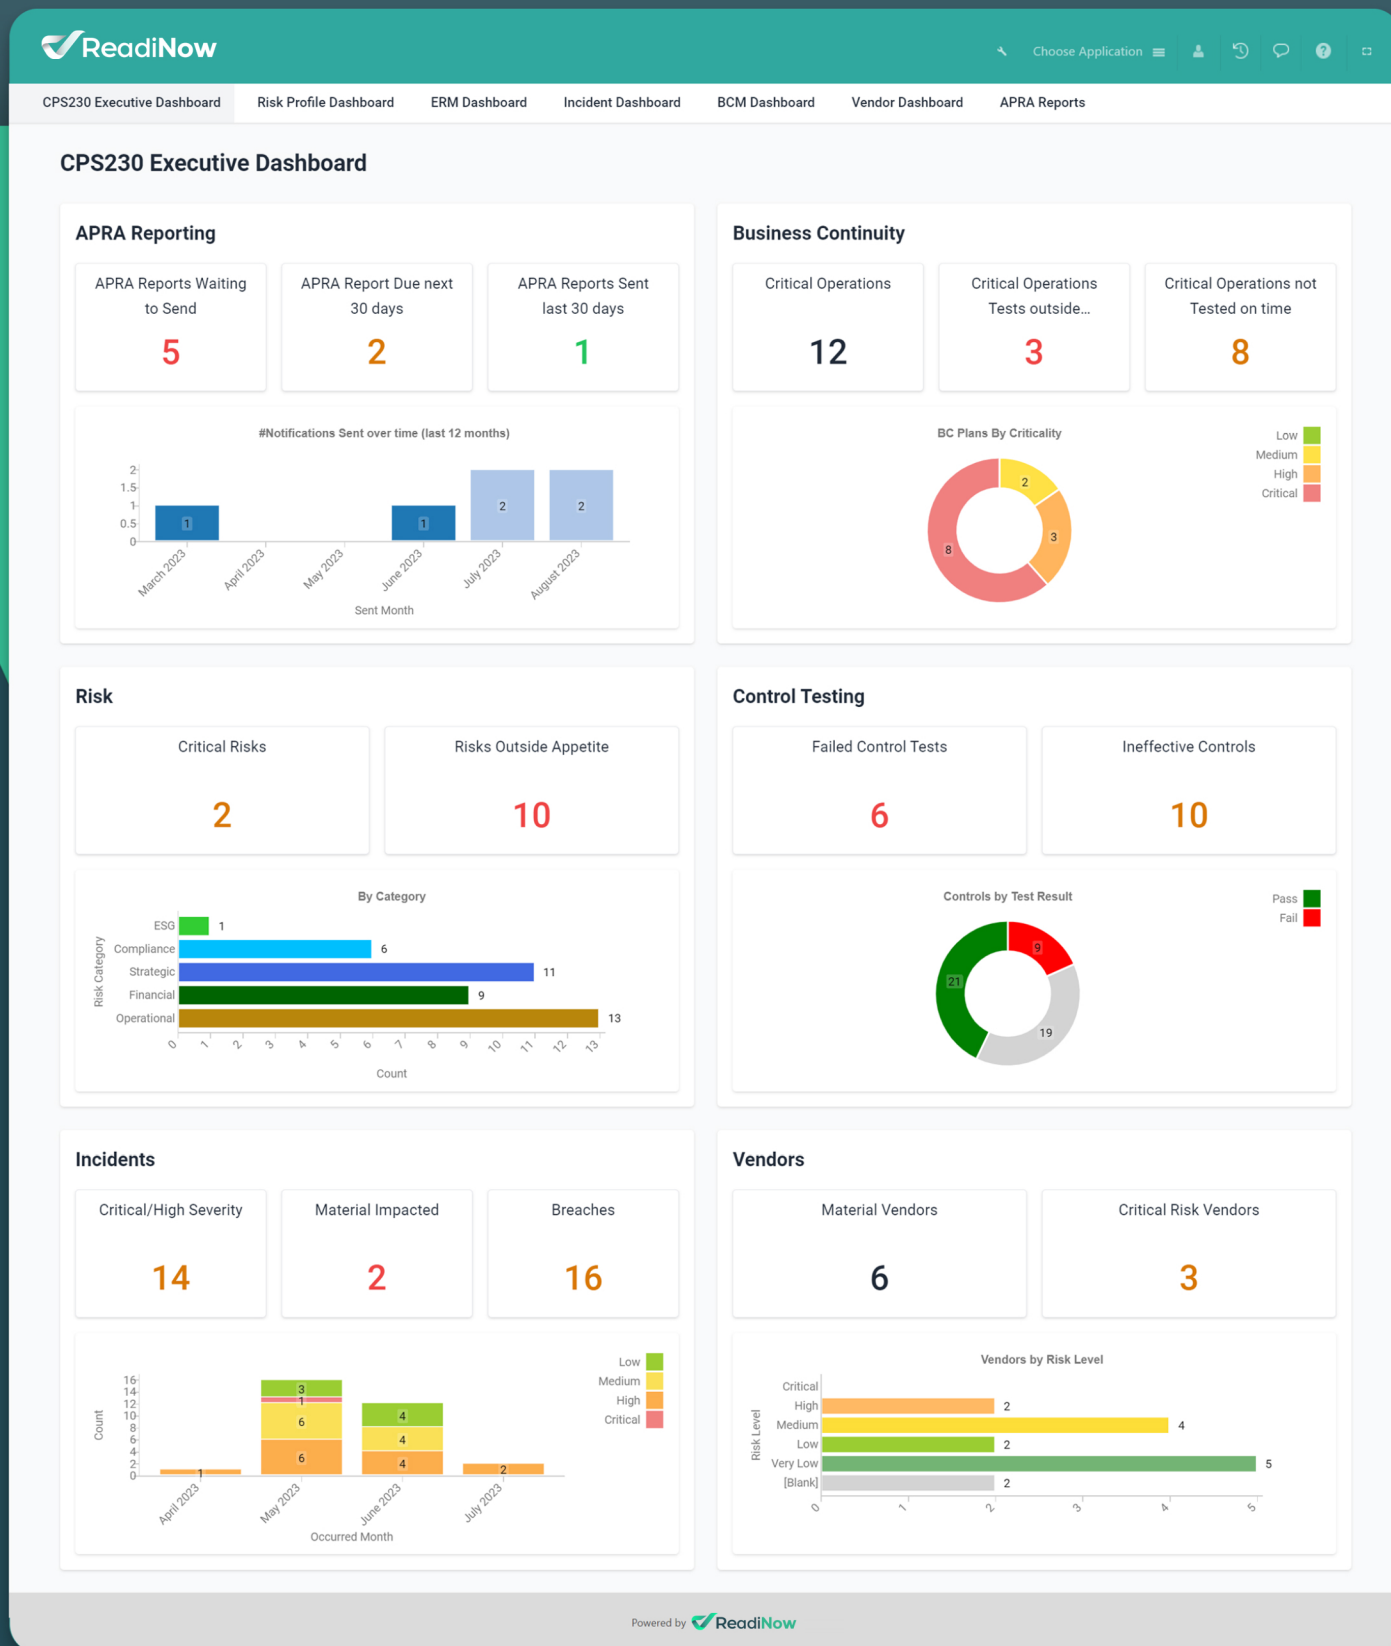 ReadiNow
Choose Application
CPS230 Executive Dashboard
Risk Profile Dashboard
ERM Dashboard
Incident Dashboard
BCM Dashboard
Vendor Dashboard
APRA Reports
CPS230 Executive Dashboard
APRA Reporting
APRA Reports Waiting
to Send
5
APRA Report Due next
30 days
2
APRA Reports Sent
last 30 days
1
#Notifications Sent over time (last 12 months)
2
1.5
1
0.5
0
1
1
2
2
March 2023
April 2023
May 2023
June 2023
July 2023
August 2023
Sent Month
Business Continuity
Critical Operations
12
Critical Operations
Tests outside...
3
Critical Operations not
Tested on time
8
BC Plans By Criticality
Low
Medium
High
Critical
2
3
8
Risk
Critical Risks
2
Risks Outside Appetite
10
By Category
Risk Category
ESG
1
Compliance
6
Strategic
11
Financial
9
Operational
13
0
1
2
3
4
5
6
7
8
9
10
11
12
13
Count
Control Testing
Failed Control Tests
6
Ineffective Controls
10
Controls by Test Result
Pass
Fail
9
21
19
Incidents
Critical/High Severity
14
Material Impacted
2
Breaches
16
Low
Medium
High
Critical
Count
16
14
12
10
8
6
4
2
0
1
3
1
6
6
4
4
4
2
April 2023
May 2023
June 2023
July 2023
Occurred Month
Vendors
Material Vendors
6
Critical Risk Vendors
3
Vendors by Risk Level
Risk Level
Critical
High
2
Medium
4
Low
2
Very Low
5
[Blank]
2
0
1
2
3
4
5
Powered by ReadiNow